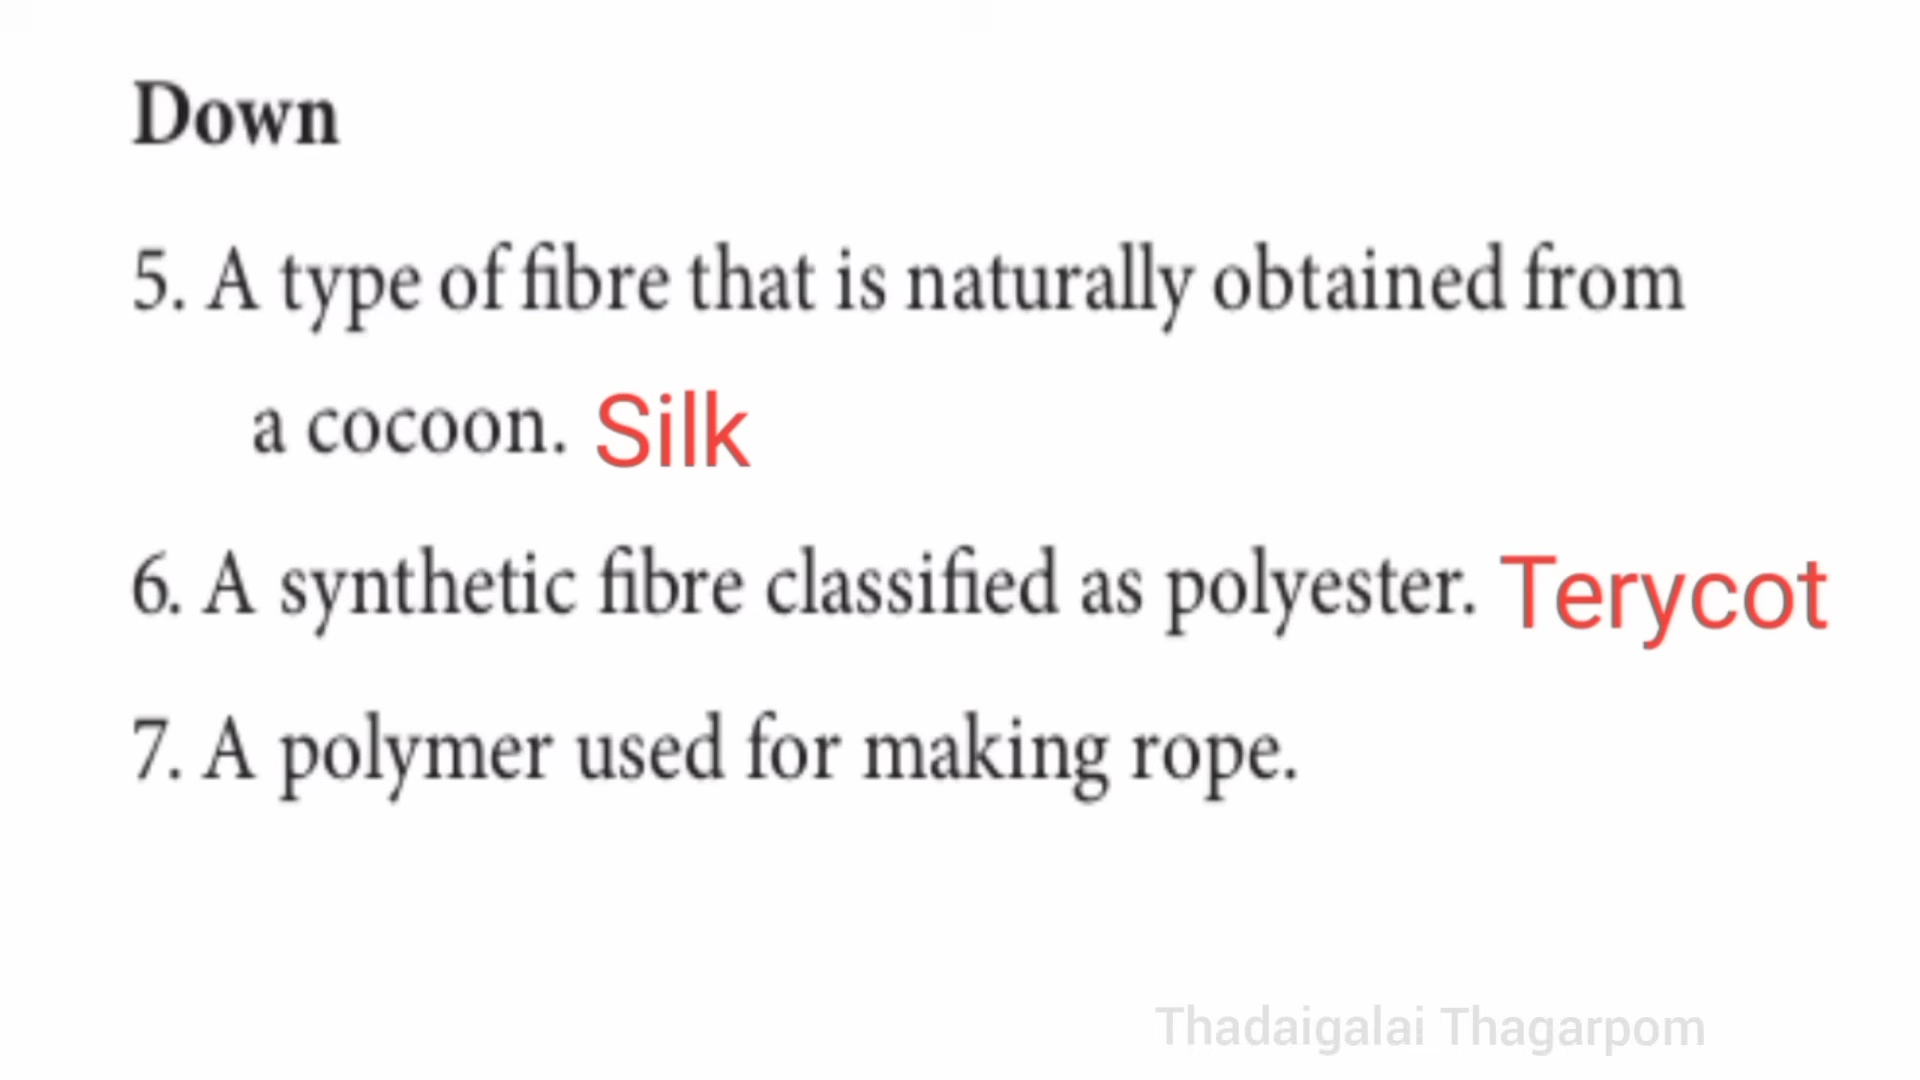 Down
5. A type of fibre that is naturally obtained from
a cocoon. Silk
6. A synthetic fibre classified as polyester. Terycot
7. A polymer used for making rope.
Thadaigalai Thagarpom